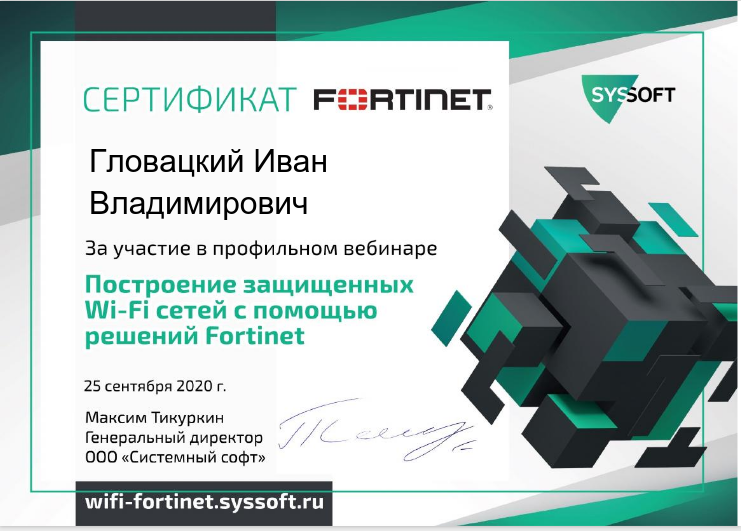 СЕРТИФИКАТ FORTINET®
SYSSOFT
Гловацкий Иван
Владимирович
За участие в профильном вебинаре
Построение защищенных
Wi-Fi сетей с помощью
решений Fortinet
25 сентября 2020 г.
Максим Тикуркин
Генеральный директор
ООО «Системный софт»
wifi-fortinet.syssoft.ru